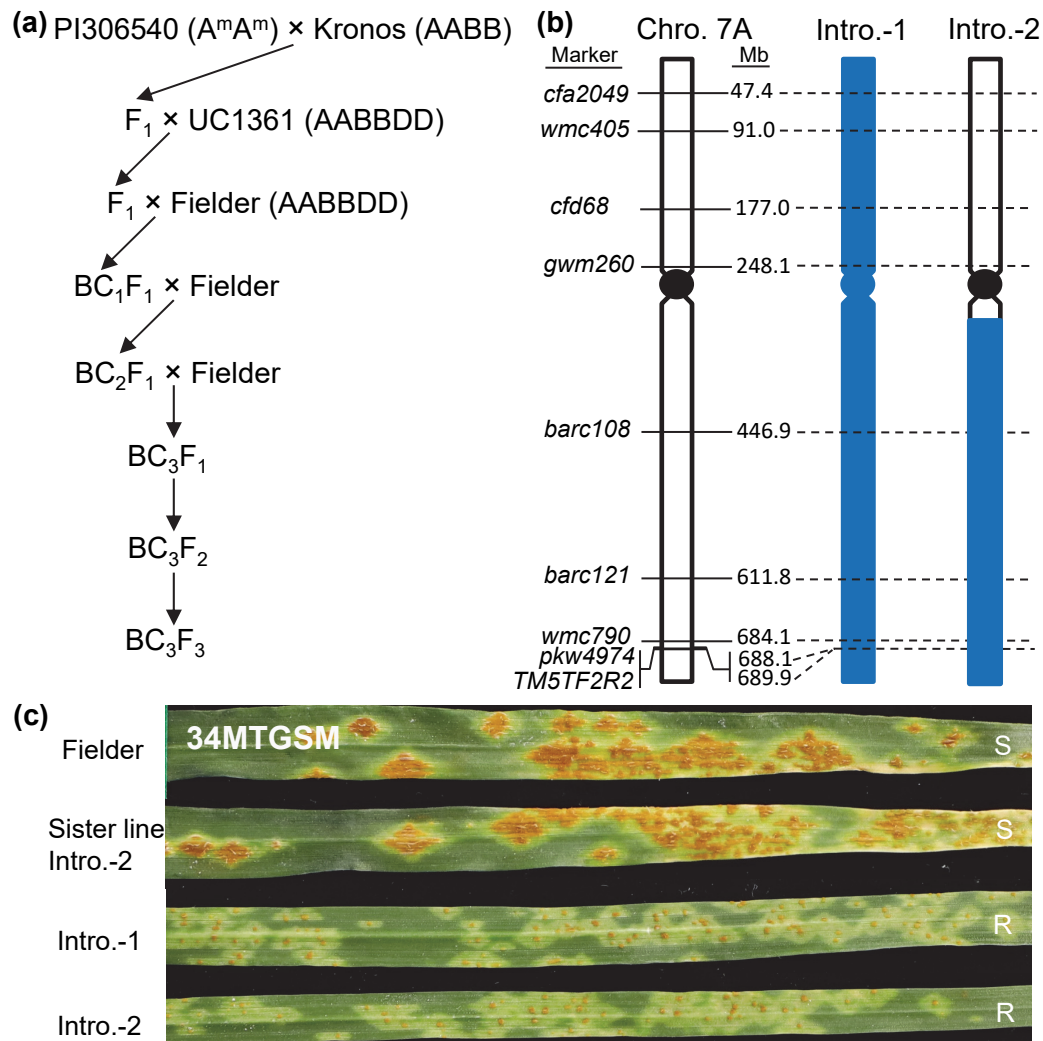 (a) PI306540 (AᵐAᵐ) × Kronos (AABB)
F₁ × UC1361 (AABBDD)
F₁ × Fielder (AABBDD)
BC₁F₁ × Fielder
BC₂F₁ × Fielder
BC₃F₁
BC₃F₂
BC₃F₃
(b) Chro. 7A Intro.-1 Intro.-2
Marker Mb
cfa2049 47.4
wmc405 91.0
cfd68 177.0
gwm260 248.1
barc108 446.9
barc121 611.8
wmc790 684.1
pkw4974 688.1
TM5TF2R2 689.9
(c)
34MTGSM
Fielder S
Sister line
Intro.-2 S
Intro.-1 R
Intro.-2 R